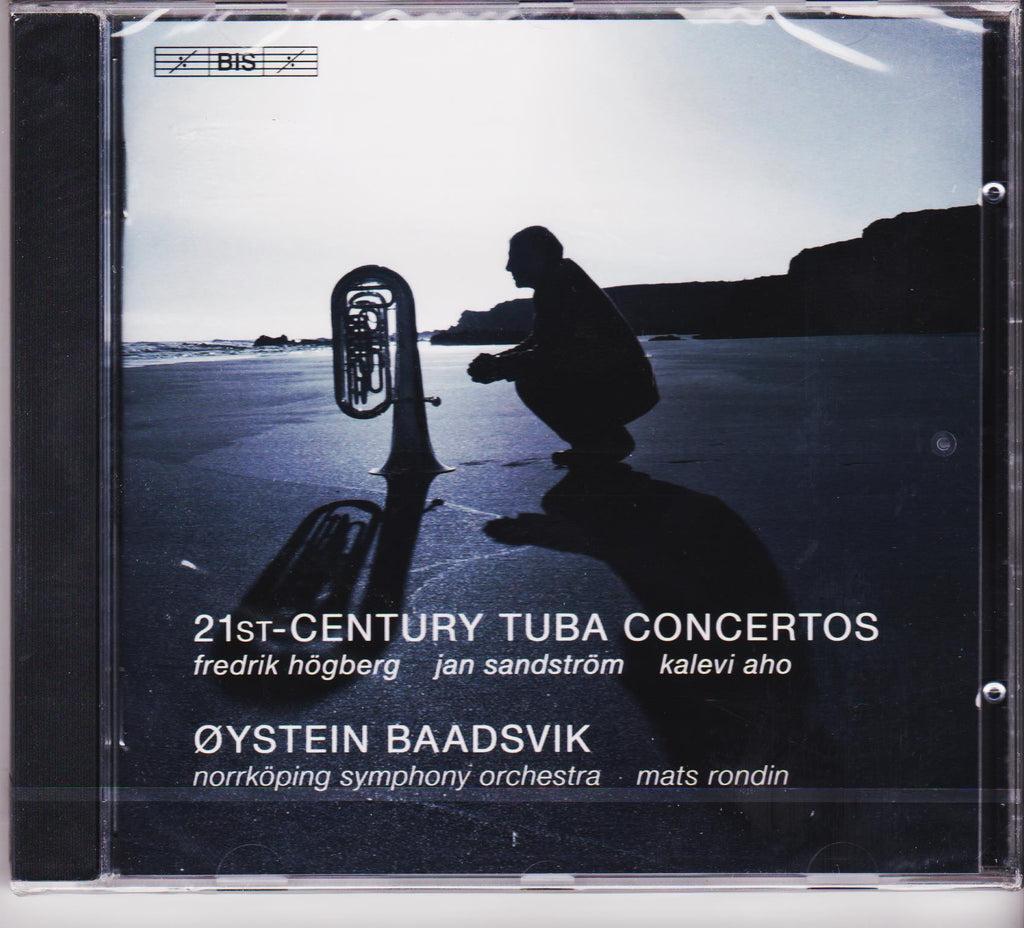 BIS
21ST-CENTURY TUBA CONCERTOS
fredrik högberg jan sandström kalevi aho
ØYSTEIN BAADSVIK
norrköping symphony orchestra · mats rondin